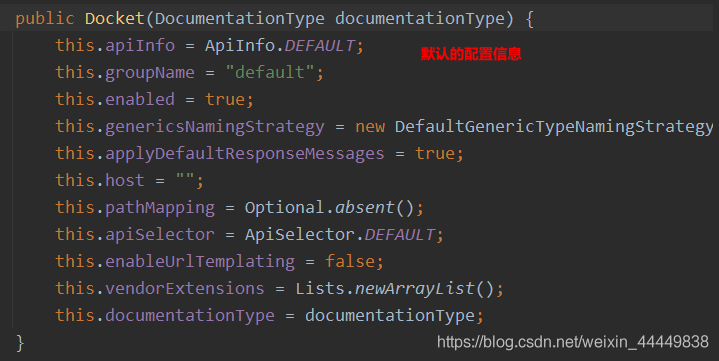 public Docket(DocumentationType documentationType) {
this.apiInfo = ApiInfo.DEFAULT;
默认的配置信息
this.groupName = "default";
this.enabled = true;
this.genericsNamingStrategy = new DefaultGenericTypeNamingStrategy
this.applyDefaultResponseMessages = true;
this.host = "";
this.pathMapping = Optional.absent();
this.apiSelector = ApiSelector.DEFAULT;
this.enableUrlTemplating = false;
this.vendorExtensions = Lists.newArrayList();
this.documentationType = documentationType;
}
https://blog.csdn.net/weixin_44449838